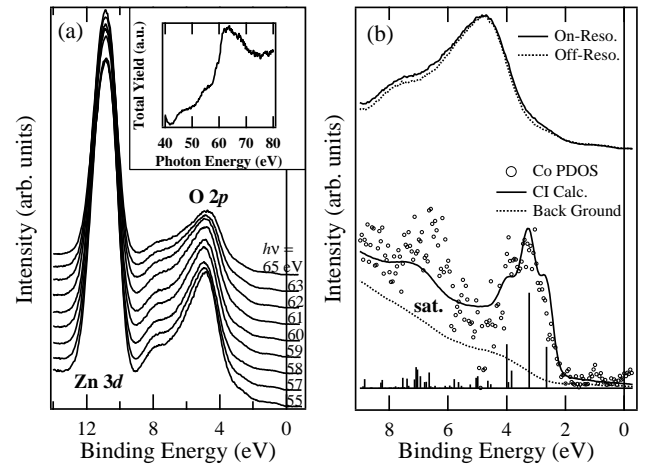 (a)
Intensity (arb. units)
Total Yield (a.u.)
40 50 60 70 80
Photon Energy (eV)
O 2p
hν =
65 eV
63
62
61
60
59
58
57
55
Zn 3d
12 8 4 0
Binding Energy (eV)
(b)
On-Reso.
Off-Reso.
Intensity (arb. units)
Co PDOS
CI Calc.
Back Ground
sat.
8 6 4 2 0
Binding Energy (eV)